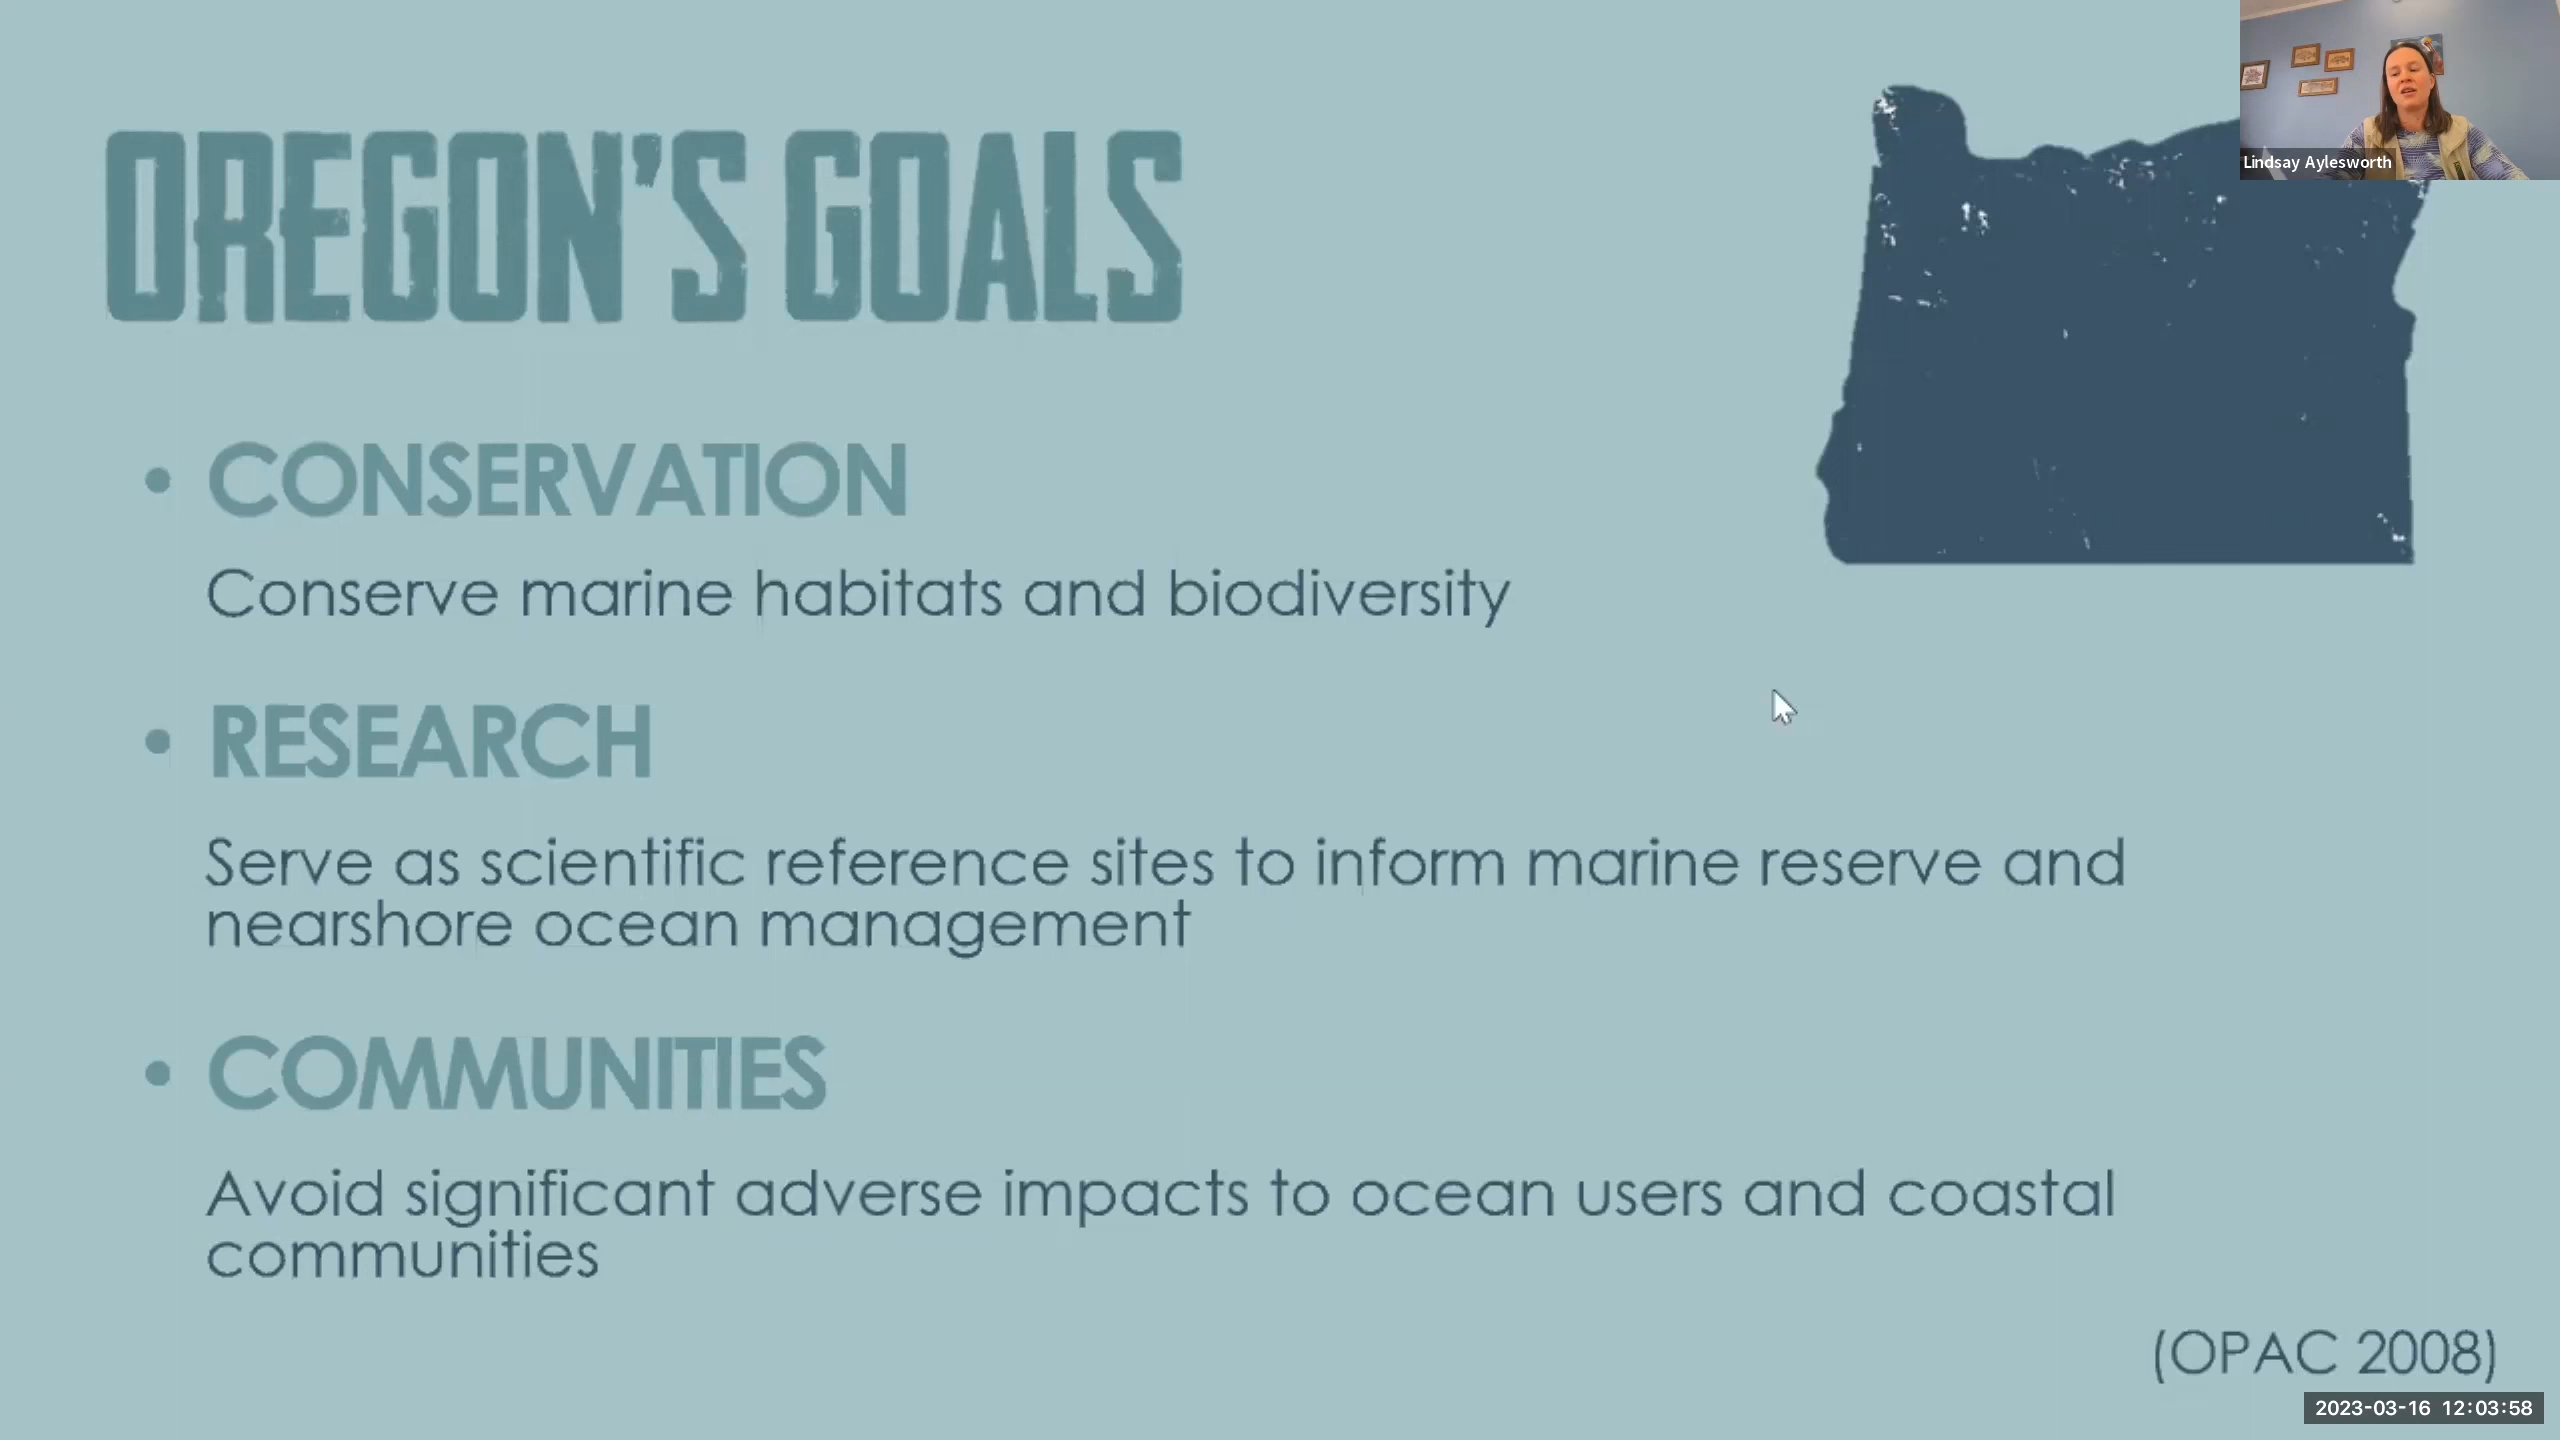 Lindsay Aylesworth
OREGON'S GOALS
• CONSERVATION
Conserve marine habitats and biodiversity
• RESEARCH
Serve as scientific reference sites to inform marine reserve and
nearshore ocean management
• COMMUNITIES
Avoid significant adverse impacts to ocean users and coastal
communities
(OPAC 2008)
2023-03-16 12:03:58